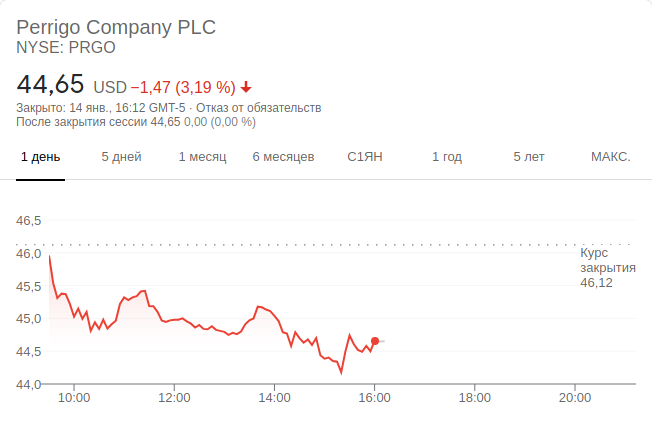 Perrigo Company PLC
NYSE: PRGO
44,65 USD −1,47 (3,19 %)
Закрыто: 14 янв., 16:12 GMT-5 · Отказ от обязательств
После закрытия сессии 44,65 0,00 (0,00 %)
1 день 5 дней 1 месяц 6 месяцев С1ЯН 1 год 5 лет МАКС.
46,5
46,0
45,5
45,0
44,5
44,0
Курс
закрытия
46,12
10:00 12:00 14:00 16:00 18:00 20:00